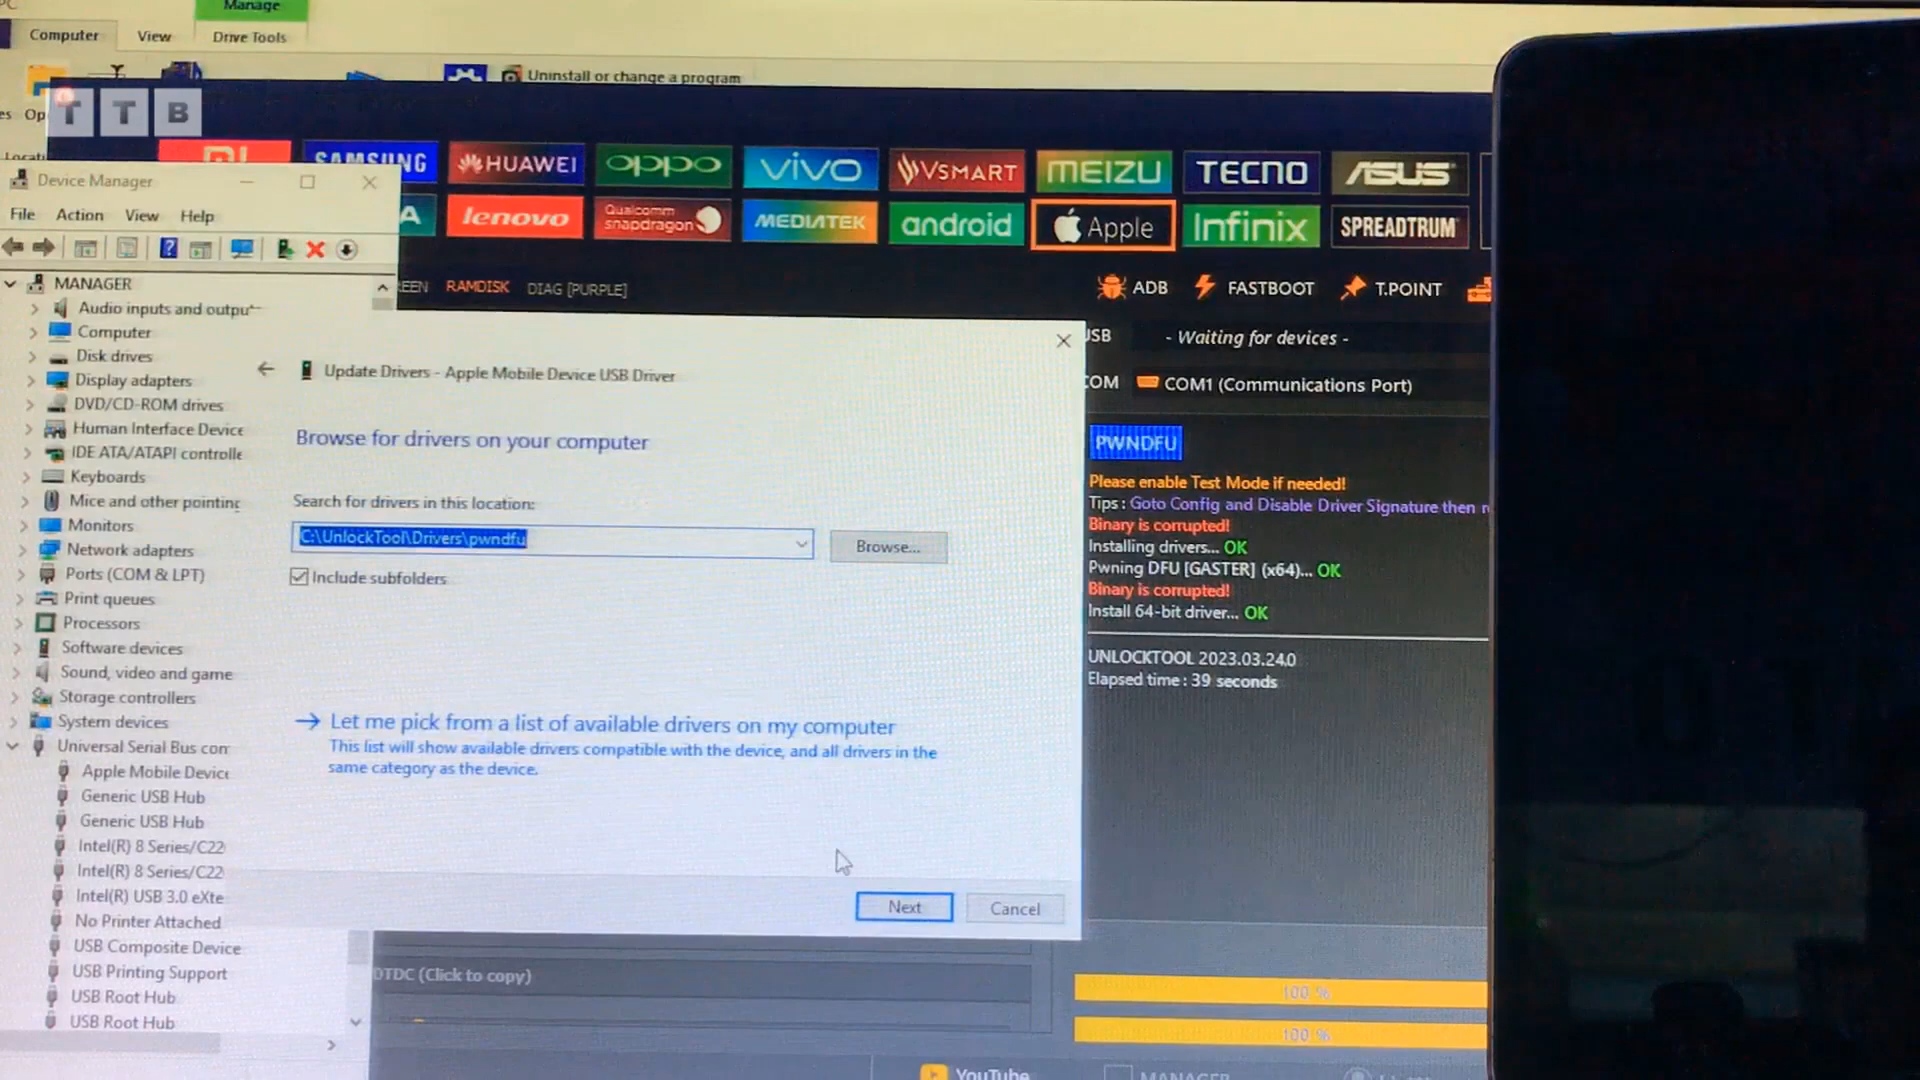 Manage
Computer
View
Drive Tools
Uninstall or change a program
TTB
SAMSUNG
HUAWEI
oppo
vivo
VSMART
MEIZU
TECNO
ASUS
Device Manager
lenovo
Qualcomm
snapdragon
MEDIATEK
android
Apple
Infinix
SPREADTRUM
File Action View Help
RAMDISK
DIAG [PURPLE]
ADB
FASTBOOT
T.POINT
MANAGER
Audio inputs and outpu
Computer
Disk drives
Display adapters
DVD/CD-ROM drives
Human Interface Device
IDE ATA/ATAPI controlle
Keyboards
Mice and other pointing
Monitors
Network adapters
Ports (COM & LPT)
Print queues
Processors
Software devices
Sound, video and game
Storage controllers
System devices
Universal Serial Bus con
Apple Mobile Device
Generic USB Hub
Generic USB Hub
Intel(R) 8 Series/C22
Intel(R) 8 Series/C22
Intel(R) USB 3.0 eXte
No Printer Attached
USB Composite Device
USB Printing Support
USB Root Hub
USB Root Hub
Update Drivers - Apple Mobile Device USB Driver
Browse for drivers on your computer
Search for drivers in this location:
C:\UnlockTool\Drivers\pwndfu
Browse...
Include subfolders
Let me pick from a list of available drivers on my computer
This list will show available drivers compatible with the device, and all drivers in the
same category as the device.
Next
Cancel
- Waiting for devices -
COM COM1 (Communications Port)
PWNDFU
Please enable Test Mode if needed!
Tips : Goto Config and Disable Driver Signature then
Binary is corrupted!
Installing drivers... OK
Pwning DFU [GASTER] (x64)... OK
Binary is corrupted!
Install 64-bit driver... OK
UNLOCKTOOL 2023.03.24.0
Elapsed time : 39 seconds
DTDC (Click to copy)
100 %
100 %
YouTube
MANAGER